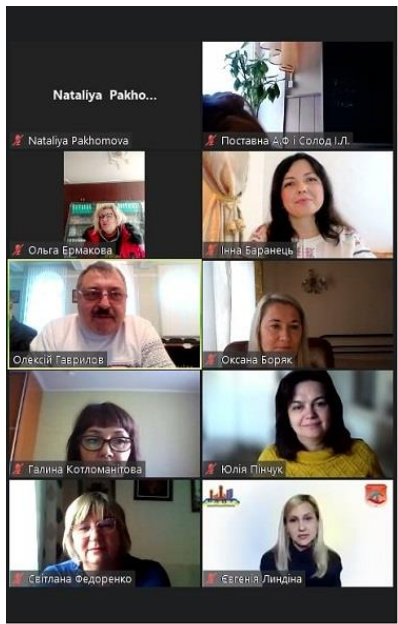 Nataliya Pakho...
Nataliya Pakhomova
Поставна А.Ф і Солод І.Л.
Ольга Ермакова
Інна Баранець
Олексій Гаврилов
Оксана Боряк
Галина Котломанітова
Юлія Пінчук
Світлана Федоренко
Євгенія Линдіна